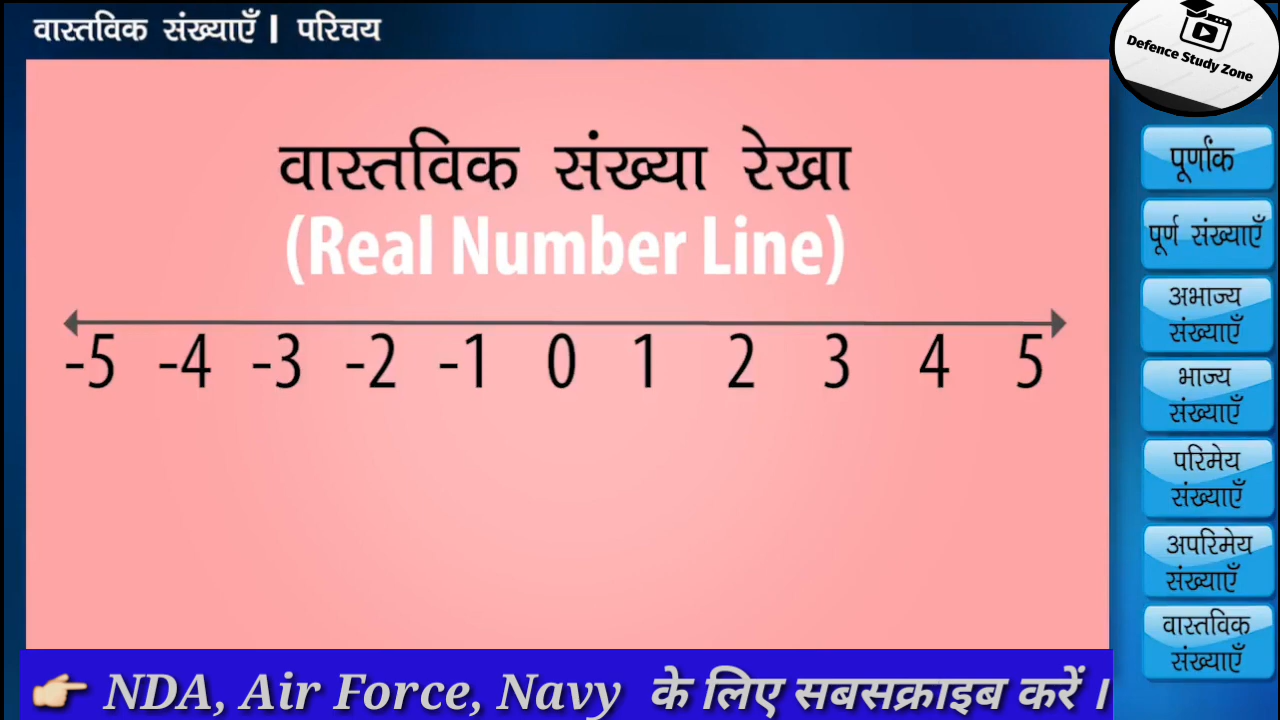 वास्तविक संख्याएँ | परिचय
Defence Study Zone
वास्तविक संख्या रेखा
(Real Number Line)
-5 -4 -3 -2 -1 0 1 2 3 4 5
पूर्णांक
पूर्ण संख्याएँ
अभाज्य
संख्याएँ
भाज्य
संख्याएँ
परिमेय
संख्याएँ
अपरिमेय
संख्याएँ
वास्तविक
संख्याएँ
👉 NDA, Air Force, Navy के लिए सबसक्राइब करें ।